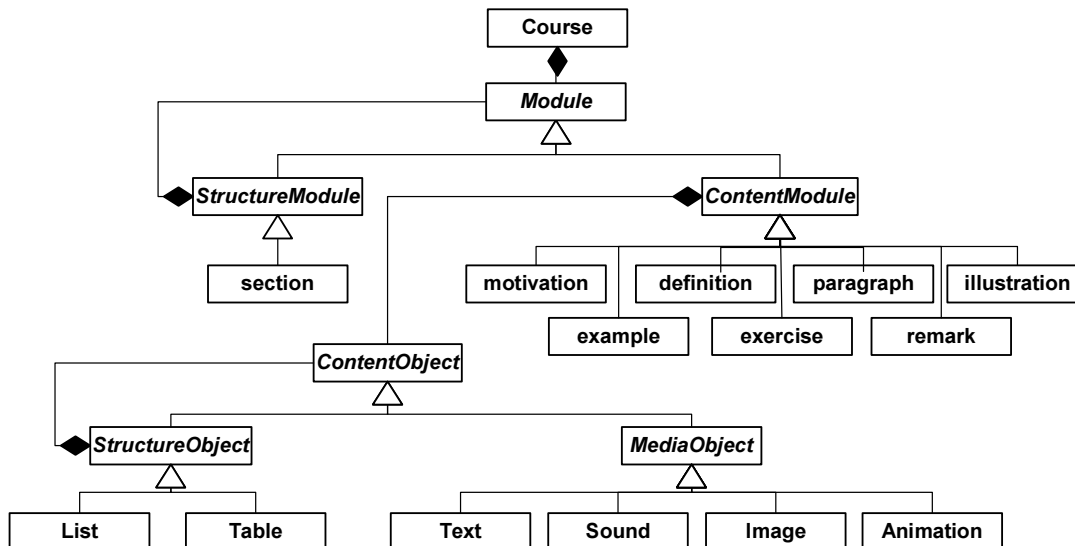 Course
Module
StructureModule
ContentModule
section
motivation
definition
paragraph
illustration
example
exercise
remark
ContentObject
StructureObject
MediaObject
List
Table
Text
Sound
Image
Animation